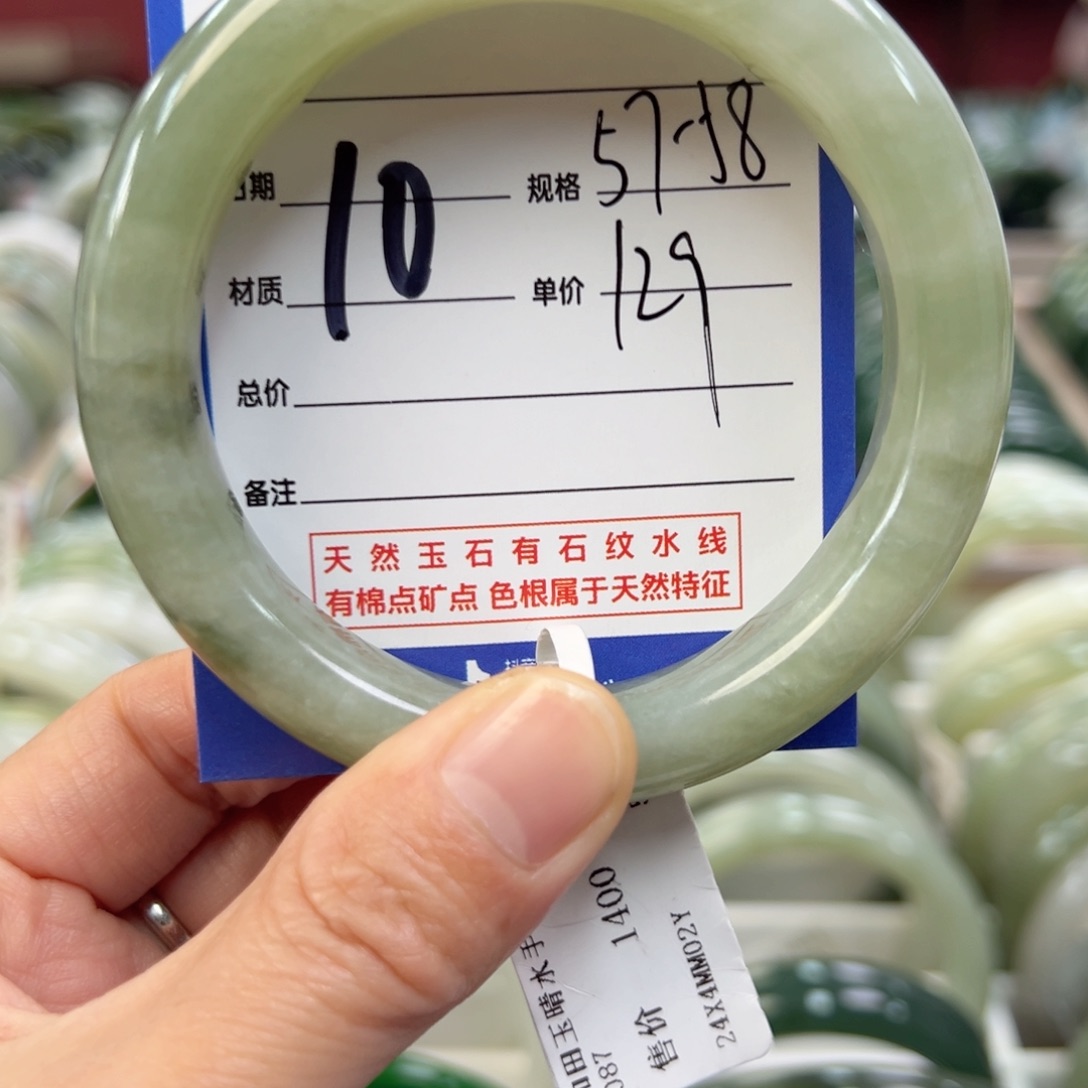 期 10 规格 57-58
材质 单价 129
总价
备注
天然玉石有石纹水线
有棉点矿点 色根属于天然特征
田玉晴水手
087
售价 1400
24X4MM02Y